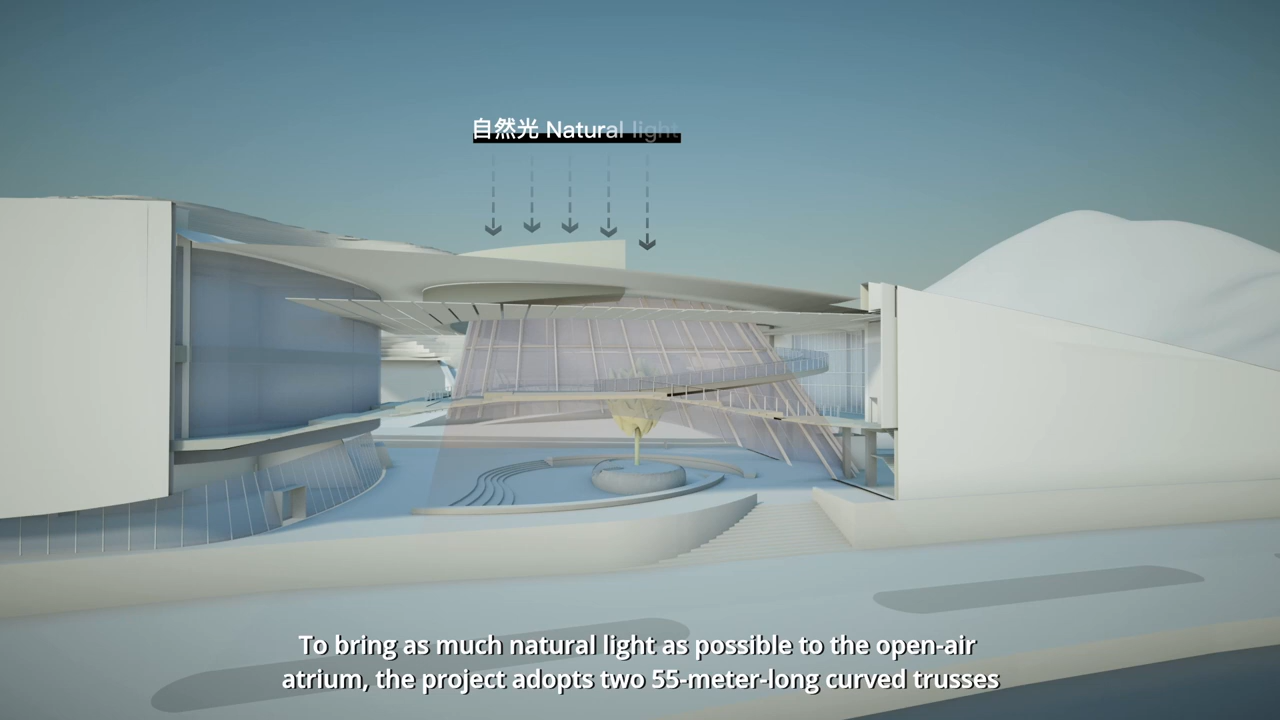 自然光 Natural light
To bring as much natural light as possible to the open-air
atrium, the project adopts two 55-meter-long curved trusses